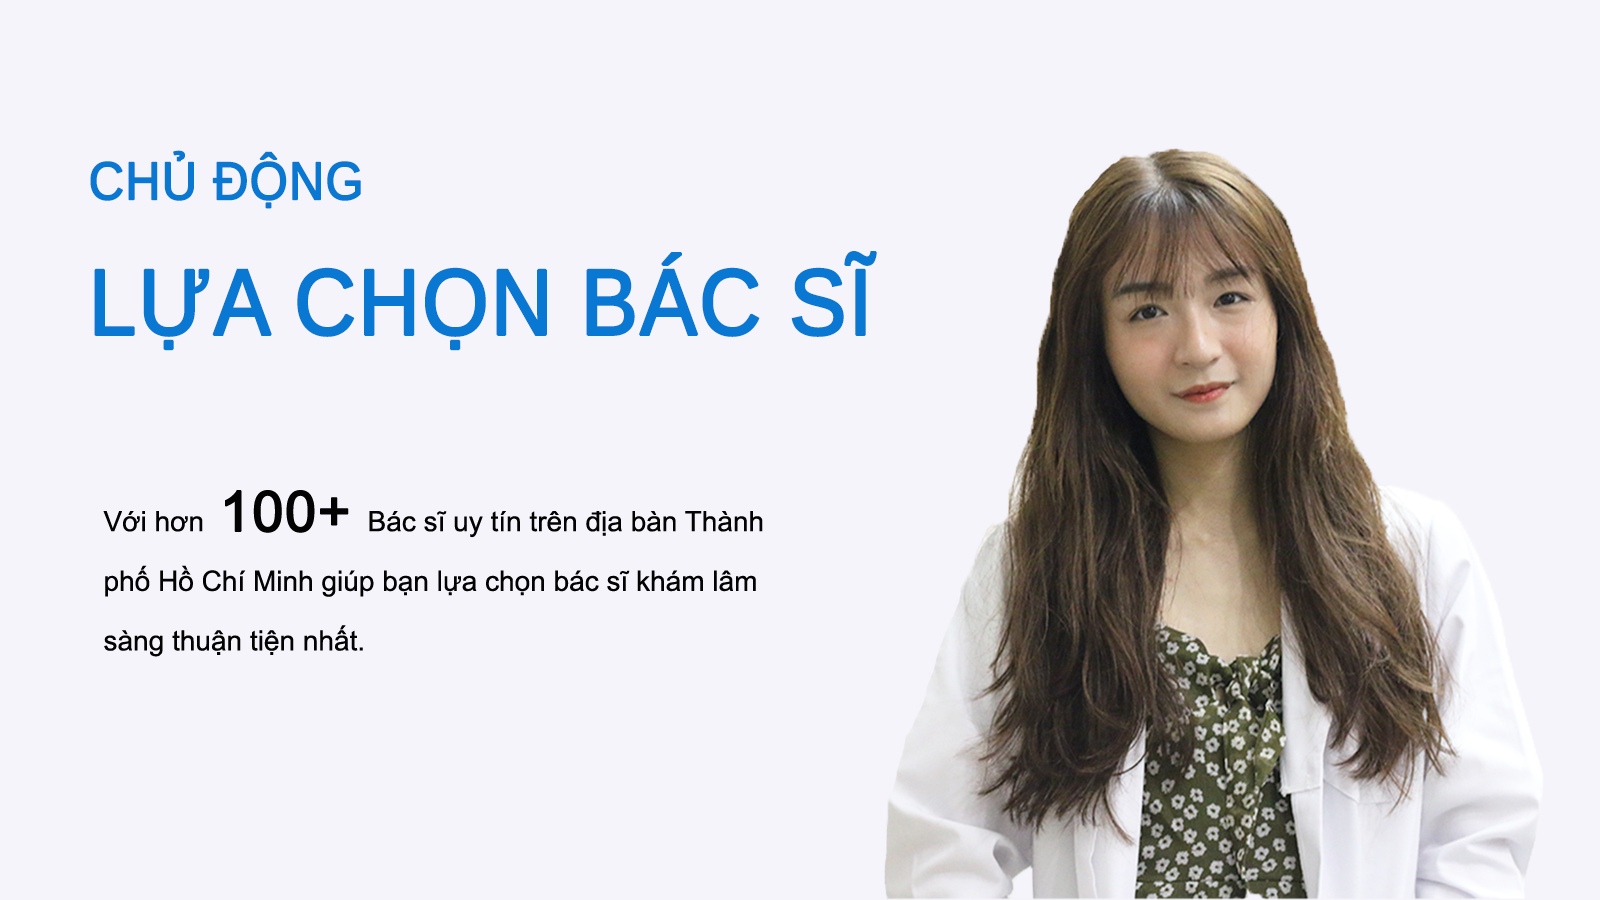 CHỦ ĐỘNG
LỰA CHỌN BÁC SĨ
Với hơn 100+ Bác sĩ uy tín trên địa bàn Thành
phố Hồ Chí Minh giúp bạn lựa chọn bác sĩ khám lâm
sàng thuận tiện nhất.